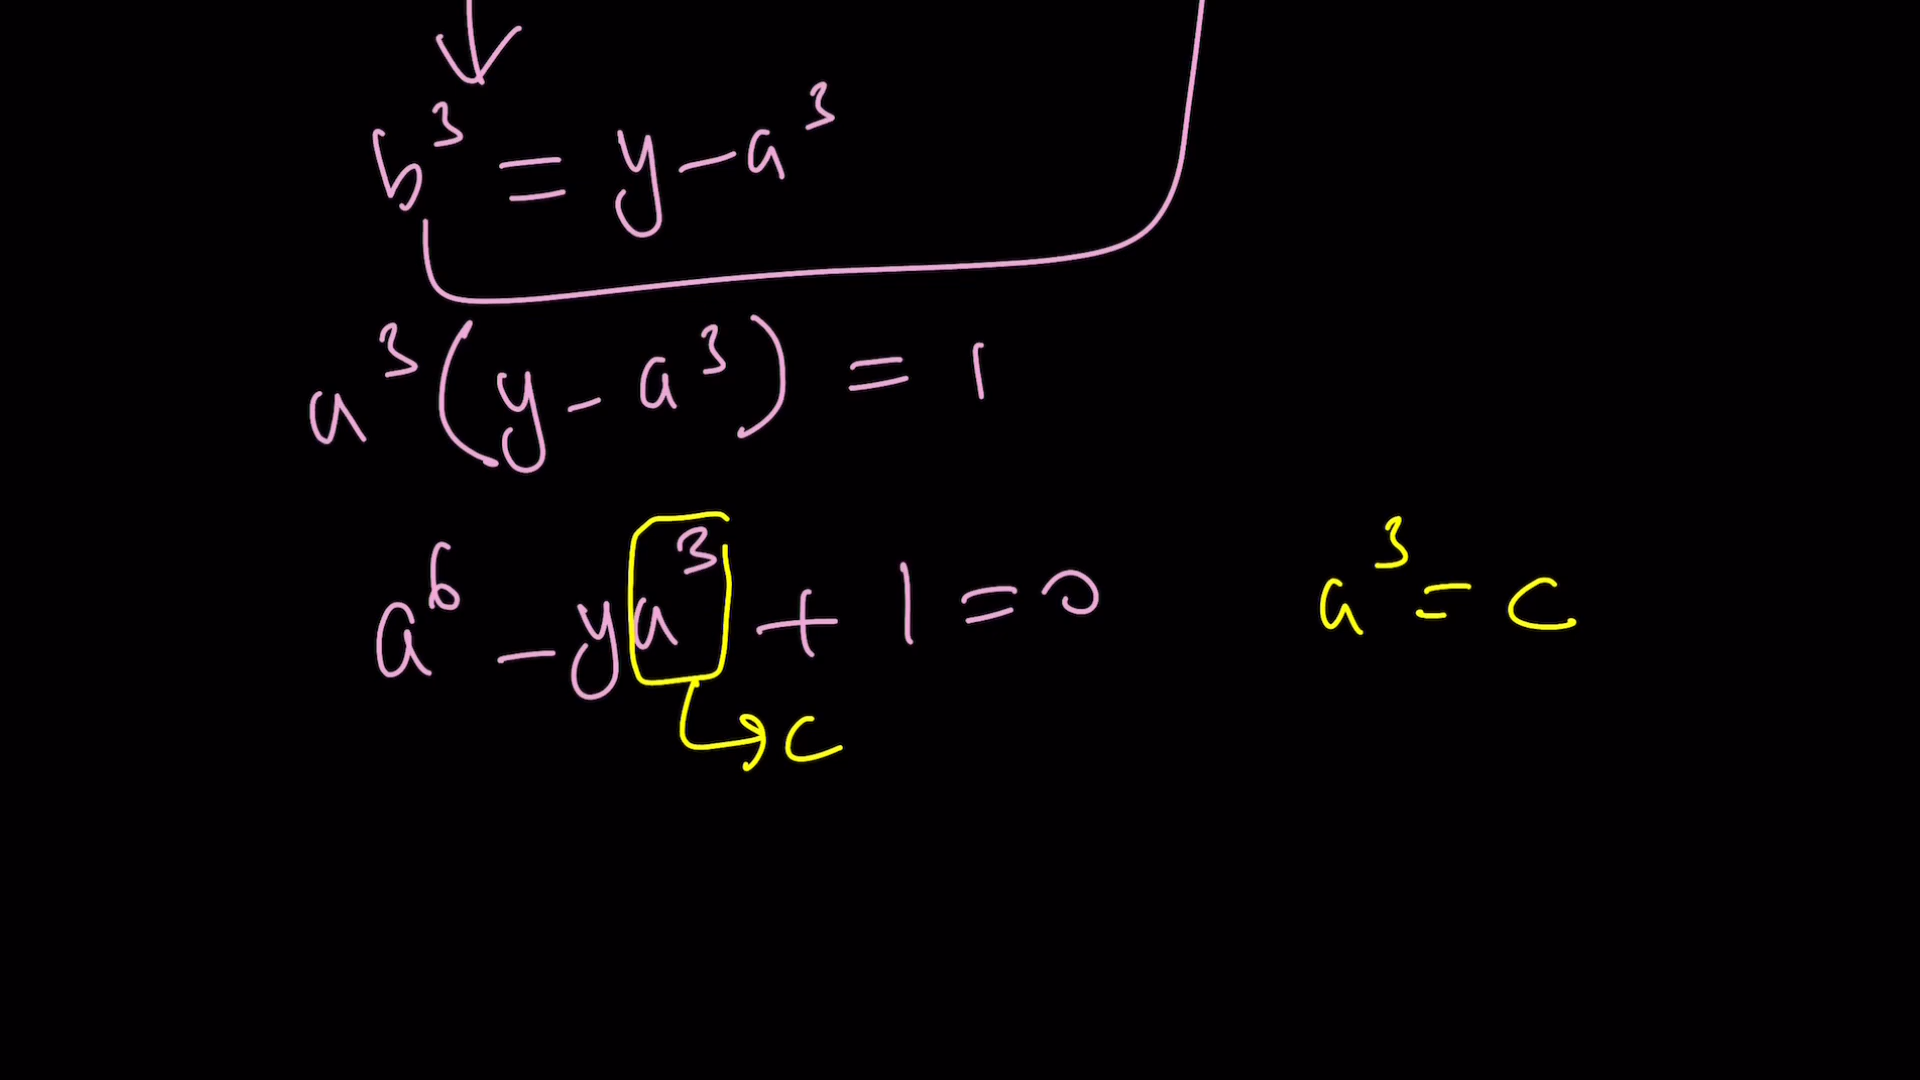 b³ = y - a³
a³(y - a³) = 1
a⁶ - ya³ + 1 = 0
a³ = c
c